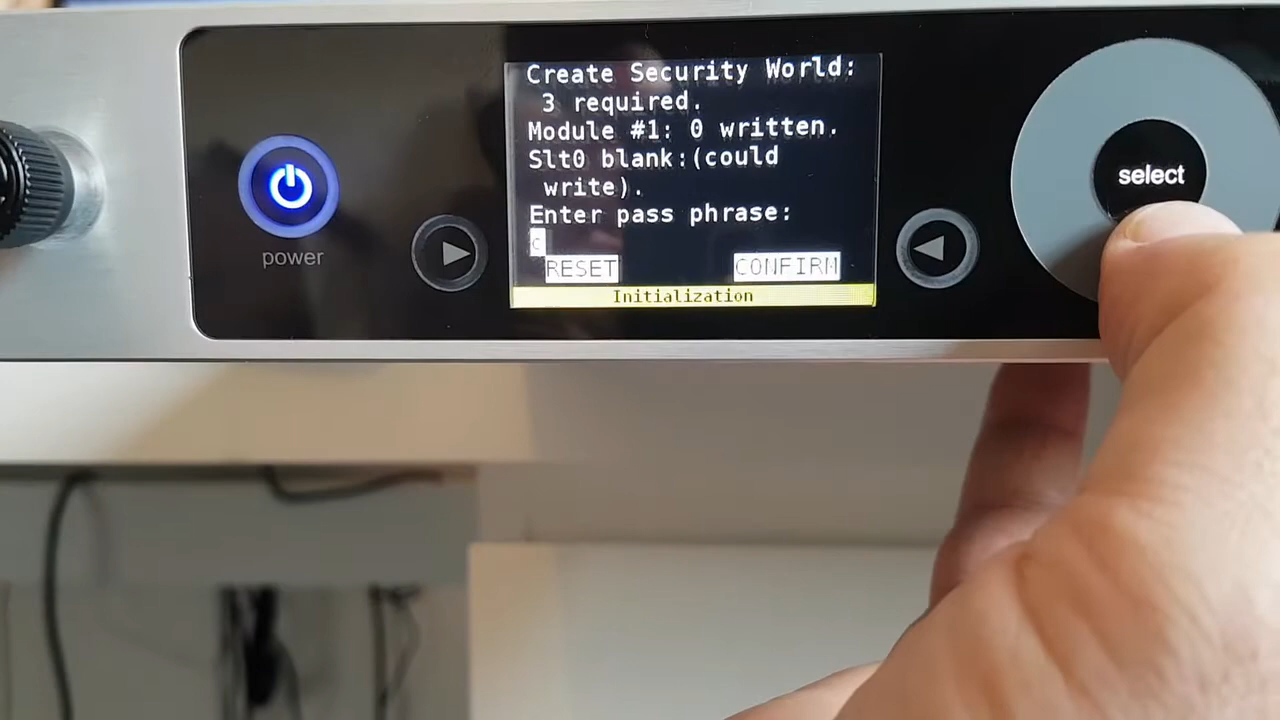 Create Security World:
3 required.
Module #1: 0 written.
Slt0 blank:(could
write).
Enter pass phrase:
c
RESET CONFIRM
Initialization
power
select